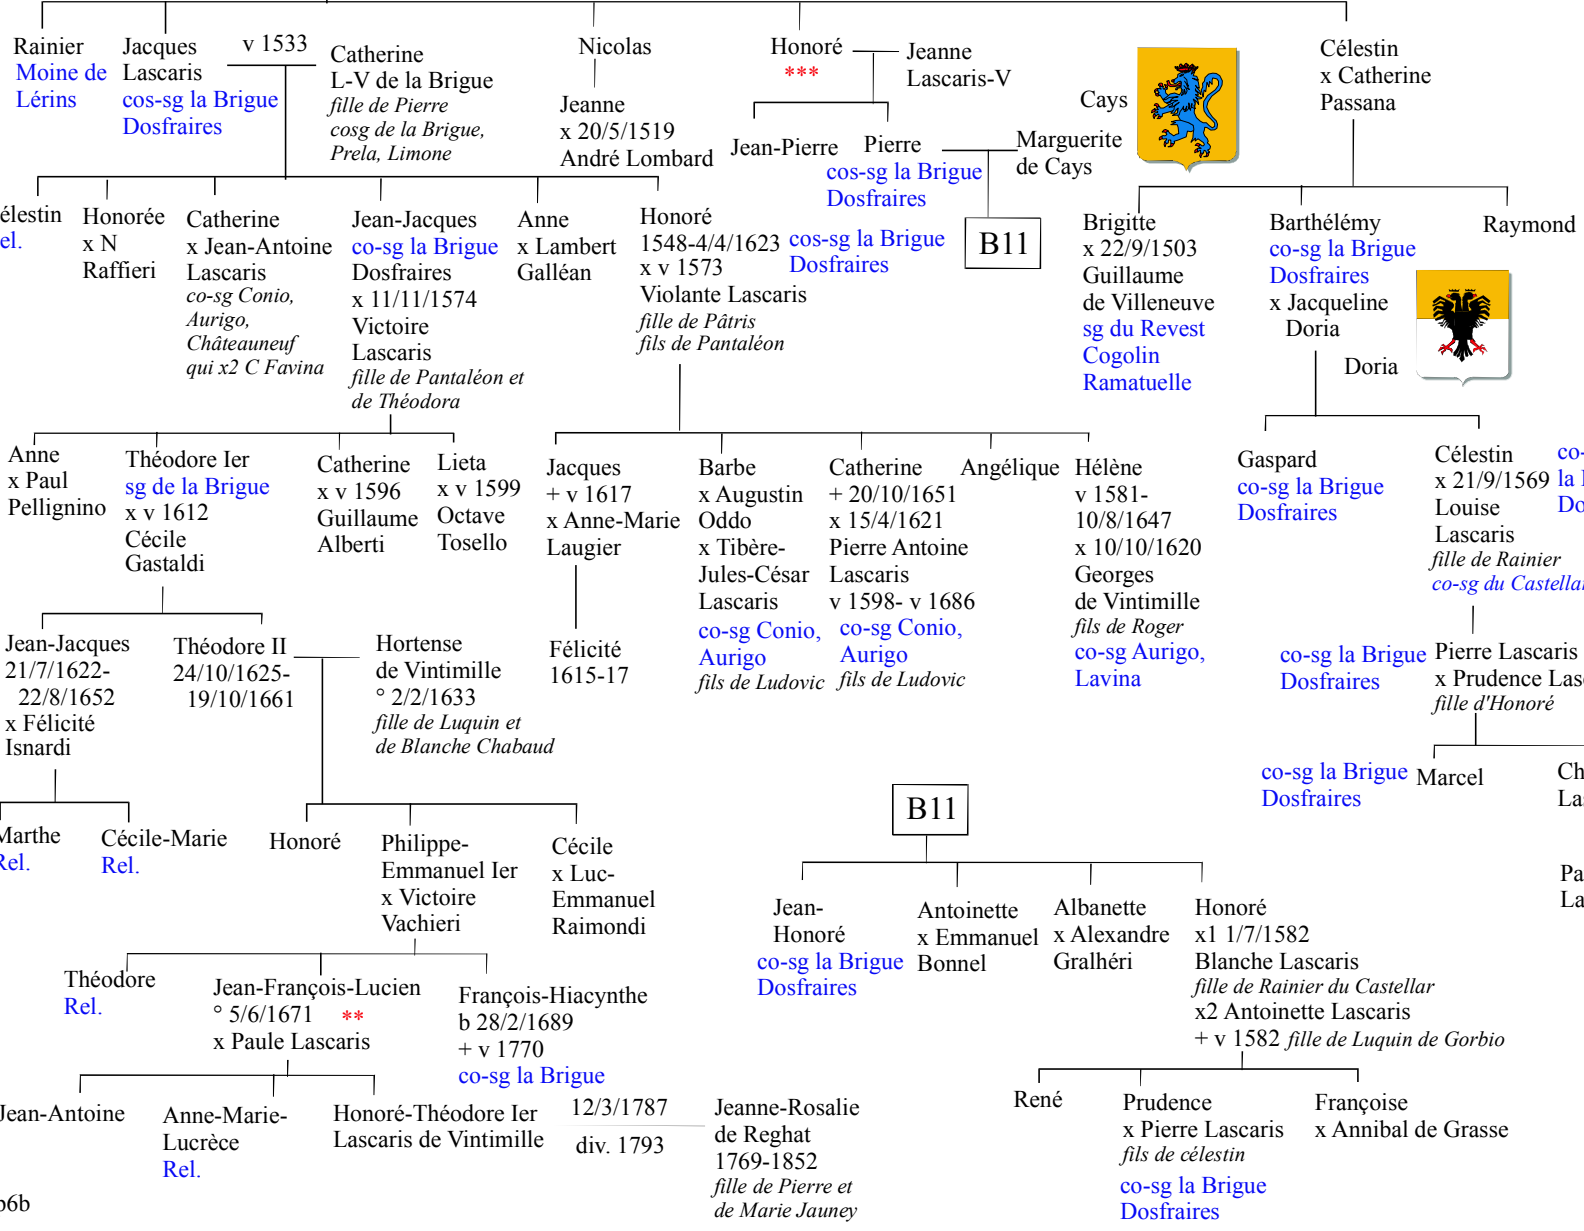 Rainier
Moine de
Lérins
Jacques
Lascaris
cos-sg la Brigue
Dosfraires
v 1533
Catherine
L-V de la Brigue
fille de Pierre
cosg de la Brigue,
Prela, Limone
Nicolas
Jeanne
x 20/5/1519
André Lombard
Honoré
***
Jeanne
Lascaris-V
Jean-Pierre
Pierre
cos-sg la Brigue
Dosfraires
Marguerite
de Cays
Cays
cos-sg la Brigue
Dosfraires
B11
Célestin
x Catherine
Passana
élestin
el.
Honorée
x N
Raffieri
Catherine
x Jean-Antoine
Lascaris
co-sg Conio,
Aurigo,
Châteauneuf
qui x2 C Favina
Jean-Jacques
co-sg la Brigue
Dosfraires
x 11/11/1574
Victoire
Lascaris
fille de Pantaléon et
de Théodora
Anne
x Lambert
Galléan
Honoré
1548-4/4/1623
x v 1573
Violante Lascaris
fille de Pâtris
fils de Pantaléon
Brigitte
x 22/9/1503
Guillaume
de Villeneuve
sg du Revest
Cogolin
Ramatuelle
Barthélémy
co-sg la Brigue
Dosfraires
x Jacqueline
Doria
Doria
Raymond
Anne
x Paul
Pellignino
Théodore Ier
sg de la Brigue
x v 1612
Cécile
Gastaldi
Catherine
x v 1596
Guillaume
Alberti
Lieta
x v 1599
Octave
Tosello
Jacques
+ v 1617
x Anne-Marie
Laugier
Barbe
x Augustin
Oddo
x Tibère-
Jules-César
Lascaris
co-sg Conio,
Aurigo
fils de Ludovic
Catherine
+ 20/10/1651
x 15/4/1621
Pierre Antoine
Lascaris
v 1598- v 1686
co-sg Conio,
Aurigo
fils de Ludovic
Angélique
Hélène
v 1581-
10/8/1647
x 10/10/1620
Georges
de Vintimille
fils de Roger
co-sg Aurigo,
Lavina
Gaspard
co-sg la Brigue
Dosfraires
Célestin
x 21/9/1569
Louise
Lascaris
fille de Rainier
co-sg du Castellar
co-
la
Do
Jean-Jacques
21/7/1622-
22/8/1652
x Félicité
Isnardi
Théodore II
24/10/1625-
19/10/1661
Hortense
de Vintimille
° 2/2/1633
fille de Luquin et
de Blanche Chabaud
Félicité
1615-17
co-sg la Brigue
Dosfraires
Pierre Lascaris
x Prudence Las
fille d'Honoré
co-sg la Brigue
Dosfraires
Marcel
Ch
Las
Marthe
Rel.
Cécile-Marie
Rel.
Honoré
Philippe-
Emmanuel Ier
x Victoire
Vachieri
Cécile
x Luc-
Emmanuel
Raimondi
B11
Pa
La
Jean-
Honoré
co-sg la Brigue
Dosfraires
Antoinette
x Emmanuel
Bonnel
Albanette
x Alexandre
Gralhéri
Honoré
x1 1/7/1582
Blanche Lascaris
fille de Rainier du Castellar
x2 Antoinette Lascaris
+ v 1582 fille de Luquin de Gorbio
Théodore
Rel.
Jean-François-Lucien
° 5/6/1671 **
x Paule Lascaris
François-Hiacynthe
b 28/2/1689
+ v 1770
co-sg la Brigue
Jean-Antoine
Anne-Marie-
Lucrèce
Rel.
Honoré-Théodore Ier
Lascaris de Vintimille
12/3/1787
div. 1793
Jeanne-Rosalie
de Reghat
1769-1852
fille de Pierre et
de Marie Jauney
René
Prudence
x Pierre Lascaris
fils de célestin
co-sg la Brigue
Dosfraires
Françoise
x Annibal de Grasse
p6b